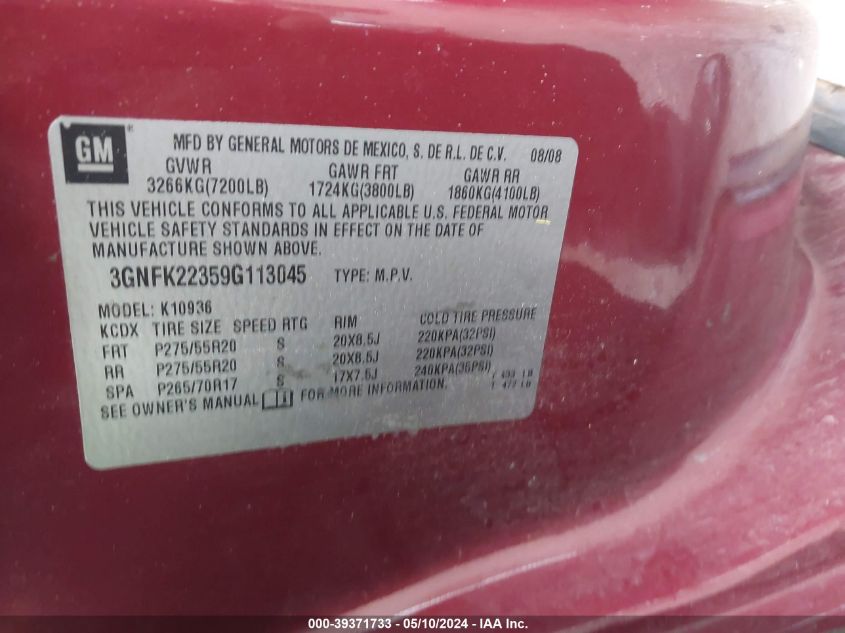 GM
MFD BY GENERAL MOTORS DE MEXICO, S. DE R.L. DE C.V. 08/08
GVWR GAWR FRT GAWR RR
3266KG(7200LB) 1724KG(3800LB) 1860KG(4100LB)
THIS VEHICLE CONFORMS TO ALL APPLICABLE U.S. FEDERAL MOTOR
VEHICLE SAFETY STANDARDS IN EFFECT ON THE DATE OF
MANUFACTURE SHOWN ABOVE.
3GNFK22359G113045 TYPE: M.P.V.
MODEL: K10936
KCDX TIRE SIZE SPEED RTG RIM COLD TIRE PRESSURE
FRT P275/55R20 S 20X8.5J 220KPA(32PSI)
RR P275/55R20 S 20X8.5J 220KPA(32PSI)
SPA P265/70R17 S 17X7.5J 240KPA(35PSI)
SEE OWNER'S MANUAL FOR MORE INFORMATION.
000-39371733 - 05/10/2024 - IAA Inc.